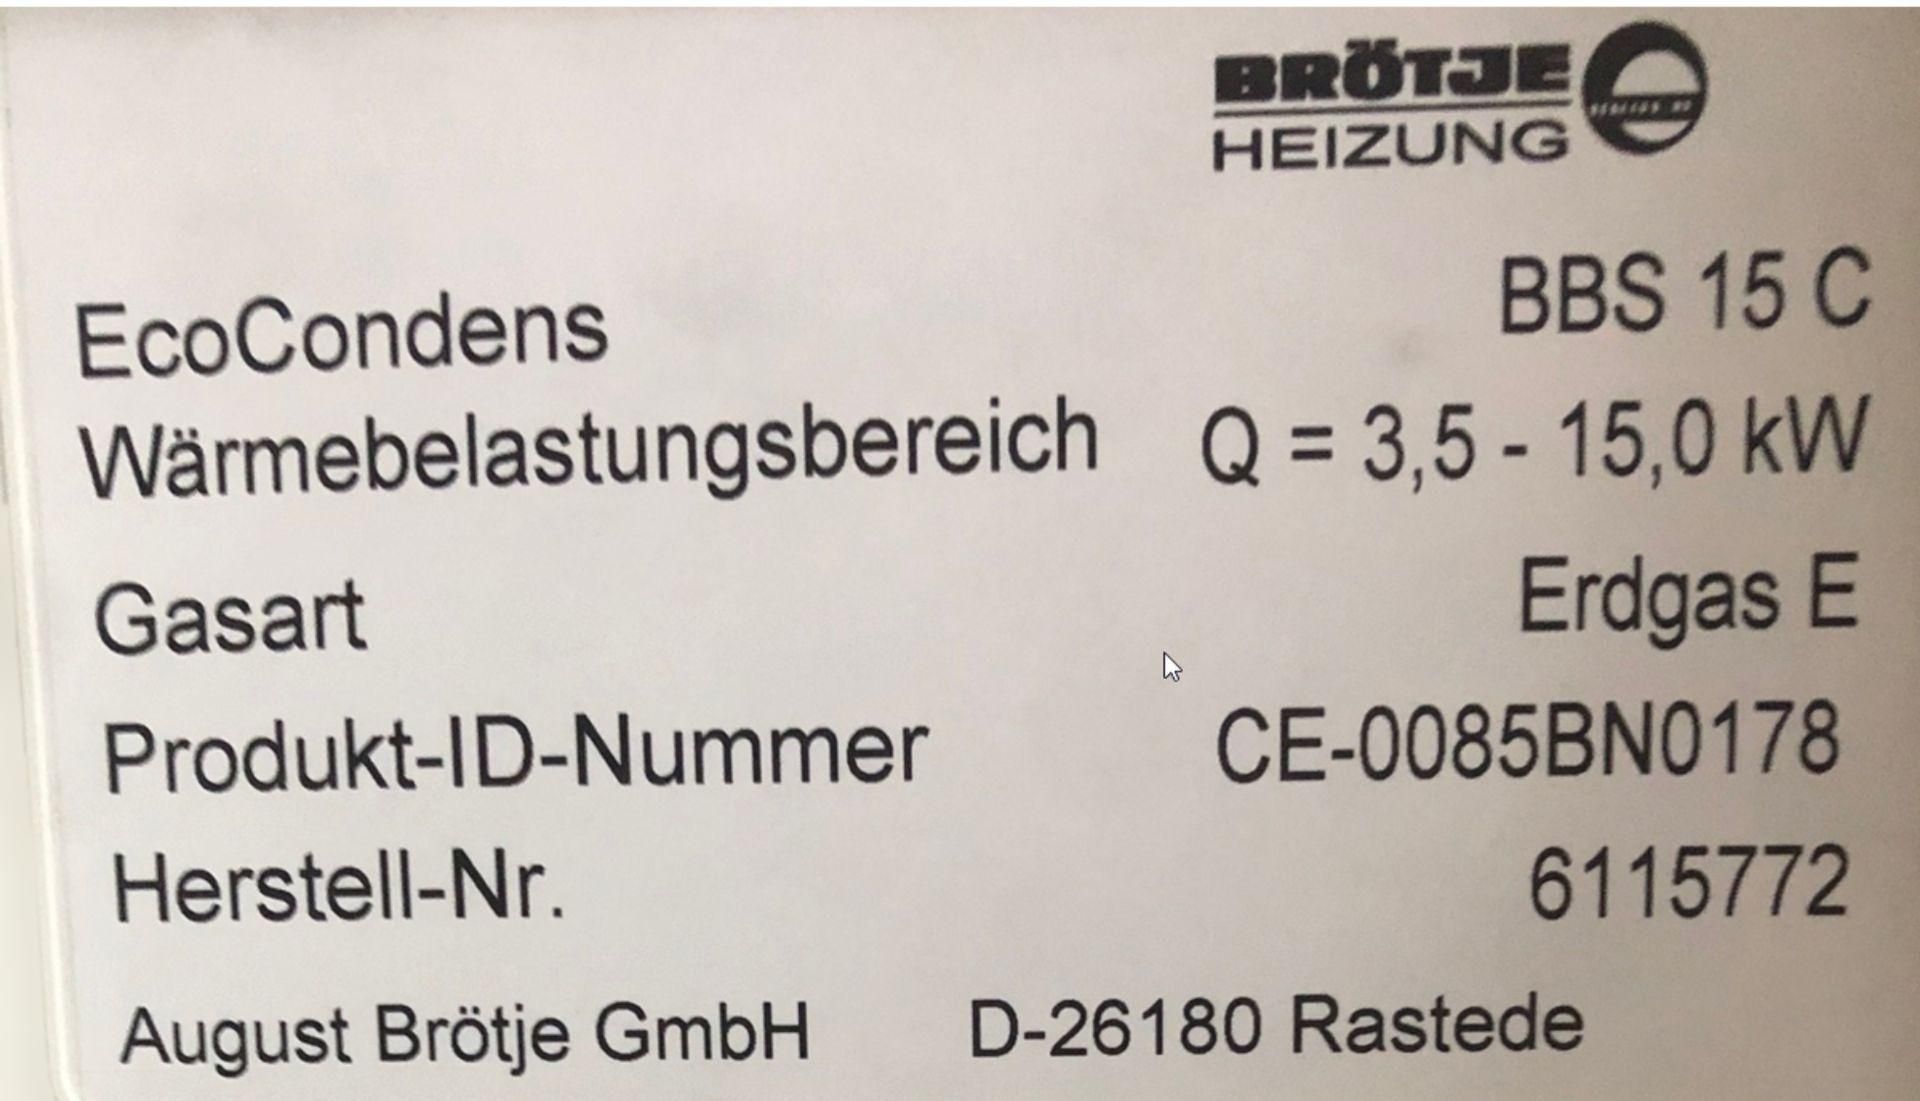 BRÖTJE
HEIZUNG
EcoCondens BBS 15 C
Wärmebelastungsbereich Q = 3,5 - 15,0 kW
Gasart Erdgas E
Produkt-ID-Nummer CE-0085BN0178
Herstell-Nr. 6115772
August Brötje GmbH D-26180 Rastede